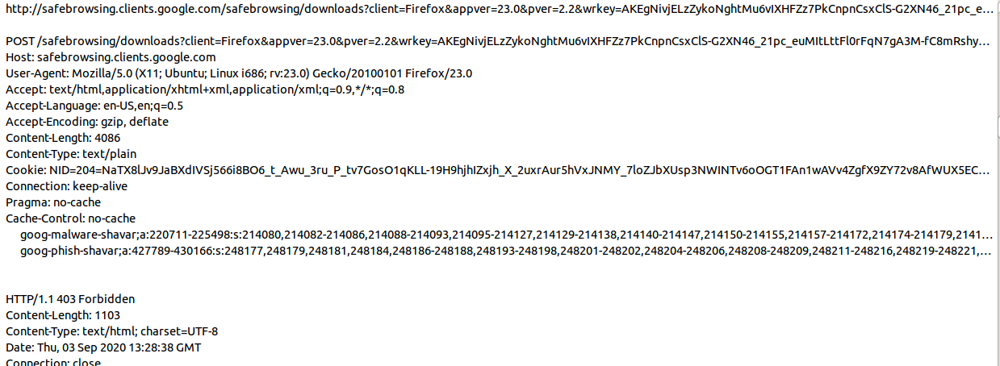 http://safebrowsing.clients.google.com/safebrowsing/downloads?client=Firefox&appver=23.0&pver=2.2&wrkey=AKEgNivjELzZykoNghtMu6vIXHFZz7PkCnpnCsxClS-G2XN46_21pc_e...
POST /safebrowsing/downloads?client=Firefox&appver=23.0&pver=2.2&wrkey=AKEgNivjELzZykoNghtMu6vIXHFZz7PkCnpnCsxClS-G2XN46_21pc_euMItLttFl0rFqN7gA3M-fC8mRshy...
Host: safebrowsing.clients.google.com
User-Agent: Mozilla/5.0 (X11; Ubuntu; Linux i686; rv:23.0) Gecko/20100101 Firefox/23.0
Accept: text/html,application/xhtml+xml,application/xml;q=0.9,*/*;q=0.8
Accept-Language: en-US,en;q=0.5
Accept-Encoding: gzip, deflate
Content-Length: 4086
Content-Type: text/plain
Cookie: NID=204=NaTX8lJv9JaBXdIVSj566i8BO6_t_Awu_3ru_P_tv7GosO1qKLL-19H9hjhIZxjh_X_2uxrAur5hVxJNMY_7loZJbXUsp3NWINTv6oOGT1FAn1wAVv4ZgfX9ZY72v8AfWUX5EC...
Connection: keep-alive
Pragma: no-cache
Cache-Control: no-cache
goog-malware-shavar;a:220711-225498:s:214080,214082-214086,214088-214093,214095-214127,214129-214138,214140-214147,214150-214155,214157-214172,214174-214179,2141...
goog-phish-shavar;a:427789-430166:s:248177,248179,248181,248184,248186-248188,248193-248198,248201-248202,248204-248206,248208-248209,248211-248216,248219-248221,...
HTTP/1.1 403 Forbidden
Content-Length: 1103
Content-Type: text/html; charset=UTF-8
Date: Thu, 03 Sep 2020 13:28:38 GMT
Connection: close